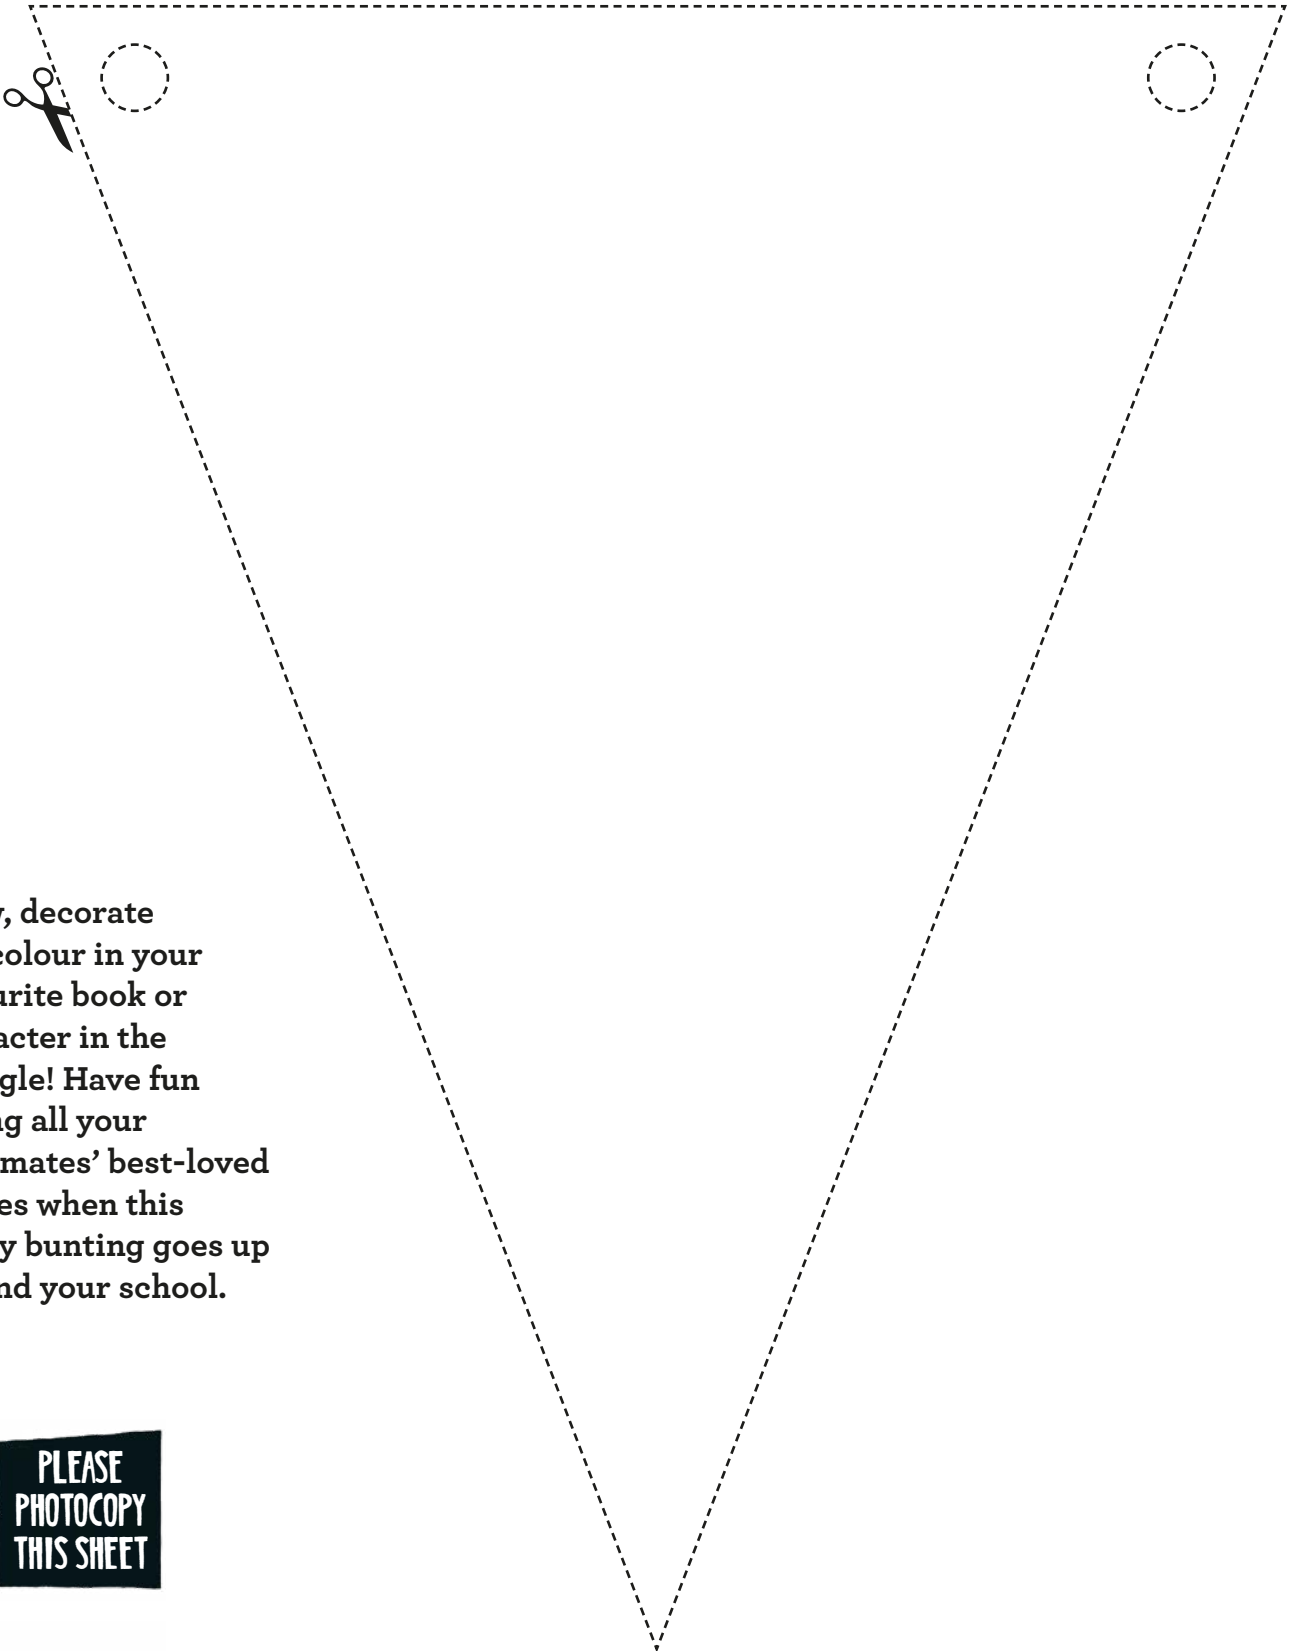 , decorate
colour in your
urite book or
acter in the
gle! Have fun
ng all your
mates’ best-loved
es when this
y bunting goes up
nd your school.
PLEASE
PHOTOCOPY
THIS SHEET